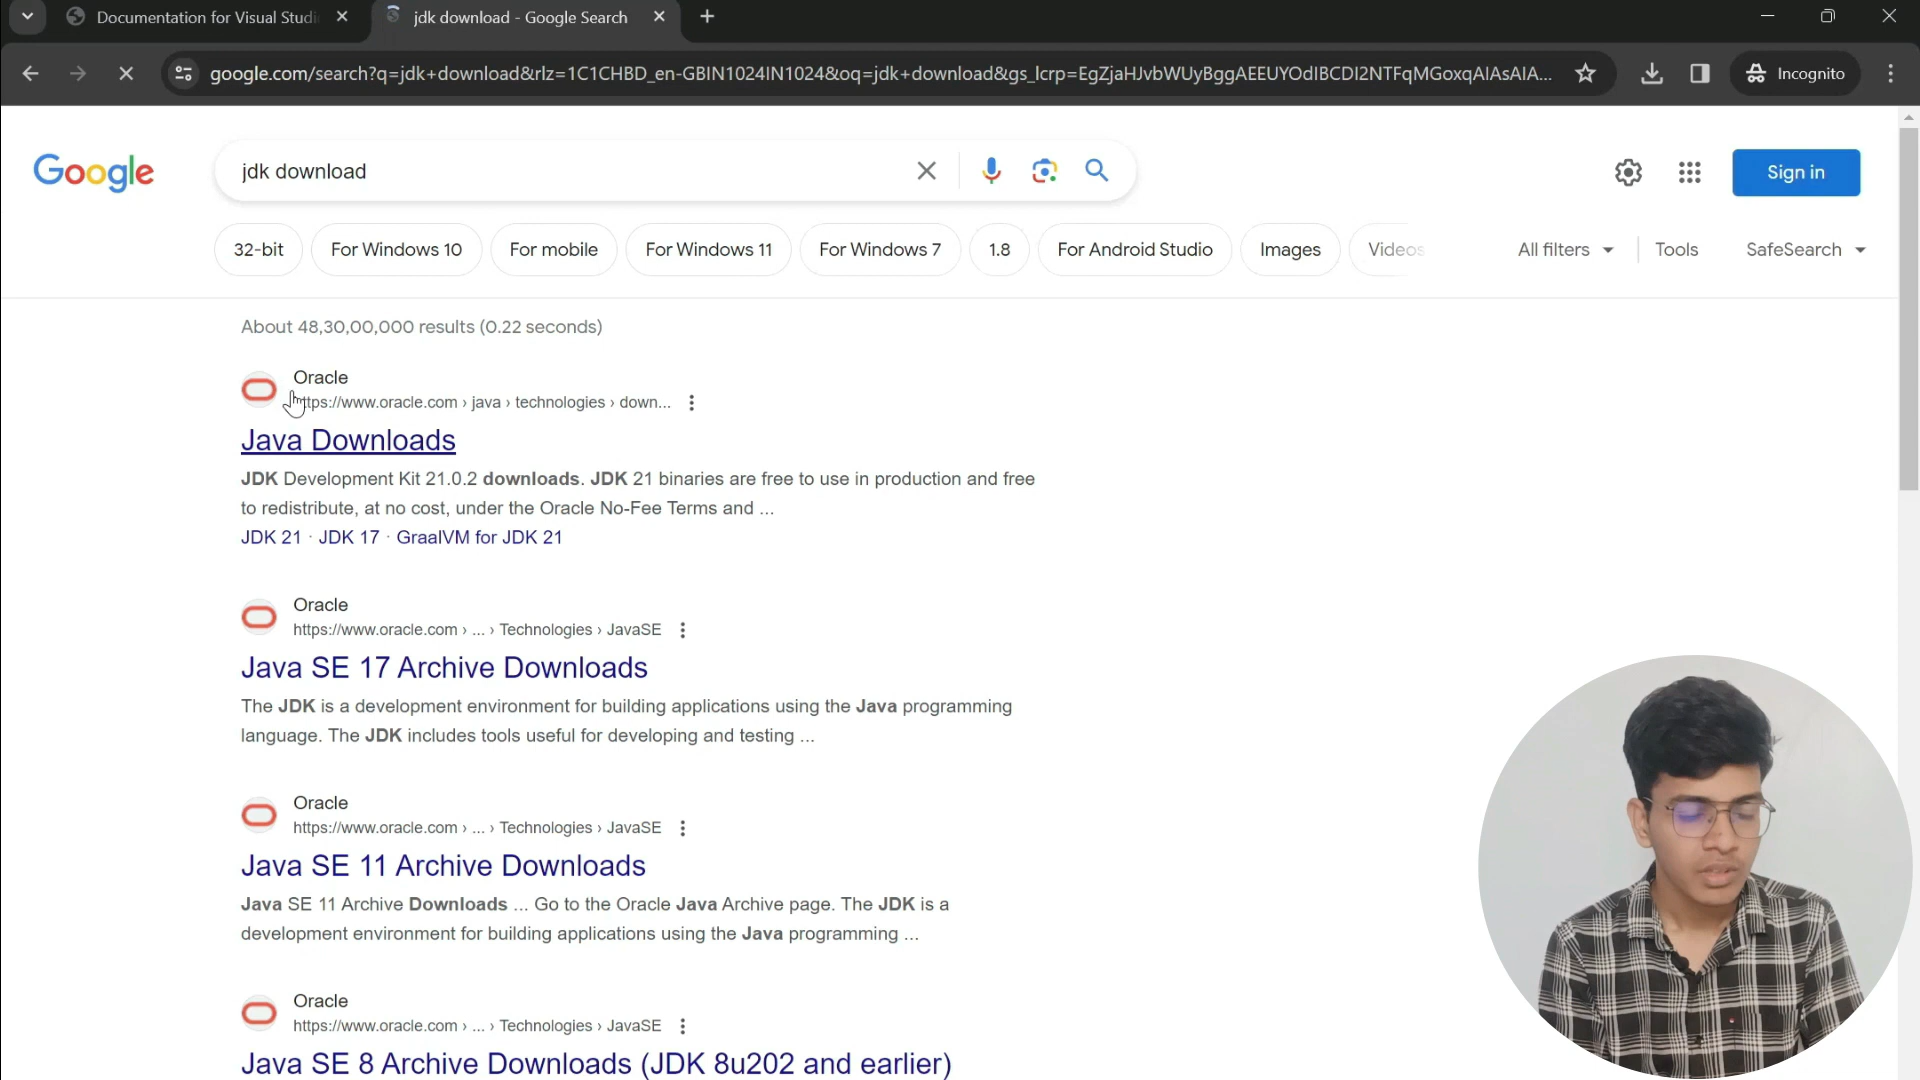 Documentation for Visual Studi
jdk download - Google Search
google.com/search?q=jdk+download&rlz=1C1CHBD_en-GBIN1024IN1024&oq=jdk+download&gs_lcrp=EgZjaHJvbWUyBggAEEUYOdIBCDI2NTFqMGoxqAIAsAIA...
Incognito
Google
jdk download
Sign in
32-bit
For Windows 10
For mobile
For Windows 11
For Windows 7
1.8
For Android Studio
Images
Videos
All filters
Tools
SafeSearch
About 48,30,00,000 results (0.22 seconds)
Oracle
ttps://www.oracle.com › java › technologies › down...
Java Downloads
JDK Development Kit 21.0.2 downloads. JDK 21 binaries are free to use in production and free
to redistribute, at no cost, under the Oracle No-Fee Terms and ...
JDK 21 · JDK 17 · GraalVM for JDK 21
Oracle
https://www.oracle.com › ... › Technologies › JavaSE
Java SE 17 Archive Downloads
The JDK is a development environment for building applications using the Java programming
language. The JDK includes tools useful for developing and testing ...
Oracle
https://www.oracle.com › ... › Technologies › JavaSE
Java SE 11 Archive Downloads
Java SE 11 Archive Downloads ... Go to the Oracle Java Archive page. The JDK is a
development environment for building applications using the Java programming ...
Oracle
https://www.oracle.com › ... › Technologies › JavaSE
Java SE 8 Archive Downloads (JDK 8u202 and earlier)